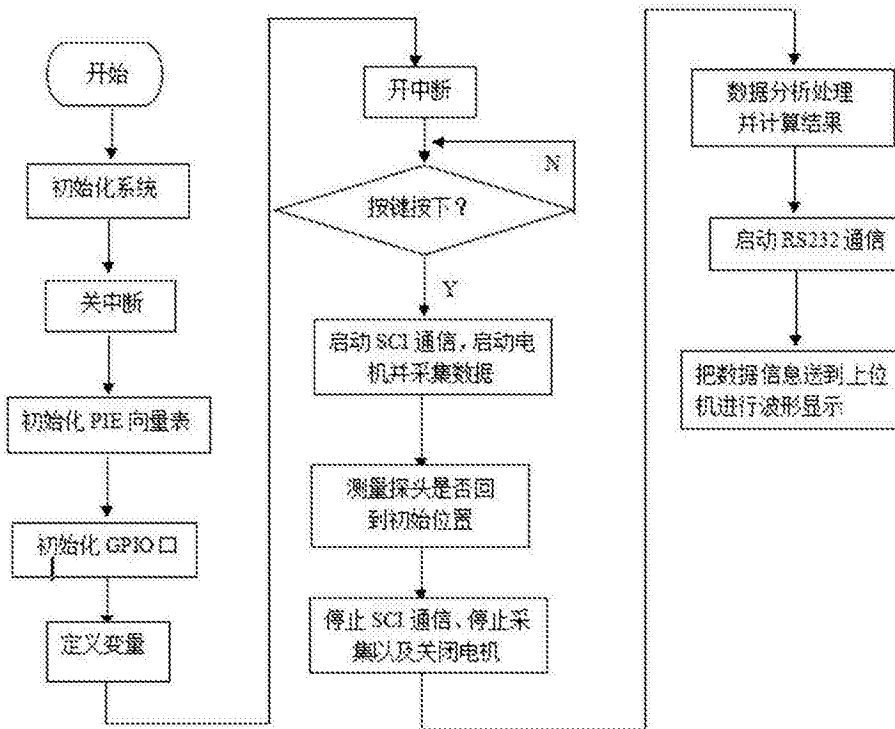 开始
初始化系统
关中断
初始化 PIE 向量表
初始化 GPIO 口
定义变量
开中断
N
按键按下？
Y
启动 SCI 通信，启动电
机并采集数据
测量探头是否回
到初始位置
停止 SCI 通信、停止采
集以及关闭电机
数据分析处理
并计算结果
启动 RS232 通信
把数据信息送到上位
机进行波形显示